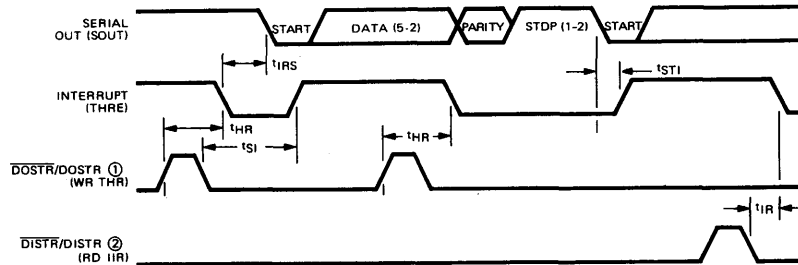 SERIAL
OUT (SOUT)
START
DATA (5-2)
PARITY
STDP (1-2)
START
tIRS
tSTI
INTERRUPT
(THRE)
tHR
tHR
tSI
DOSTR/DOSTR ①
(WR THR)
tIR
DISTR/DISTR ②
(RD IIR)